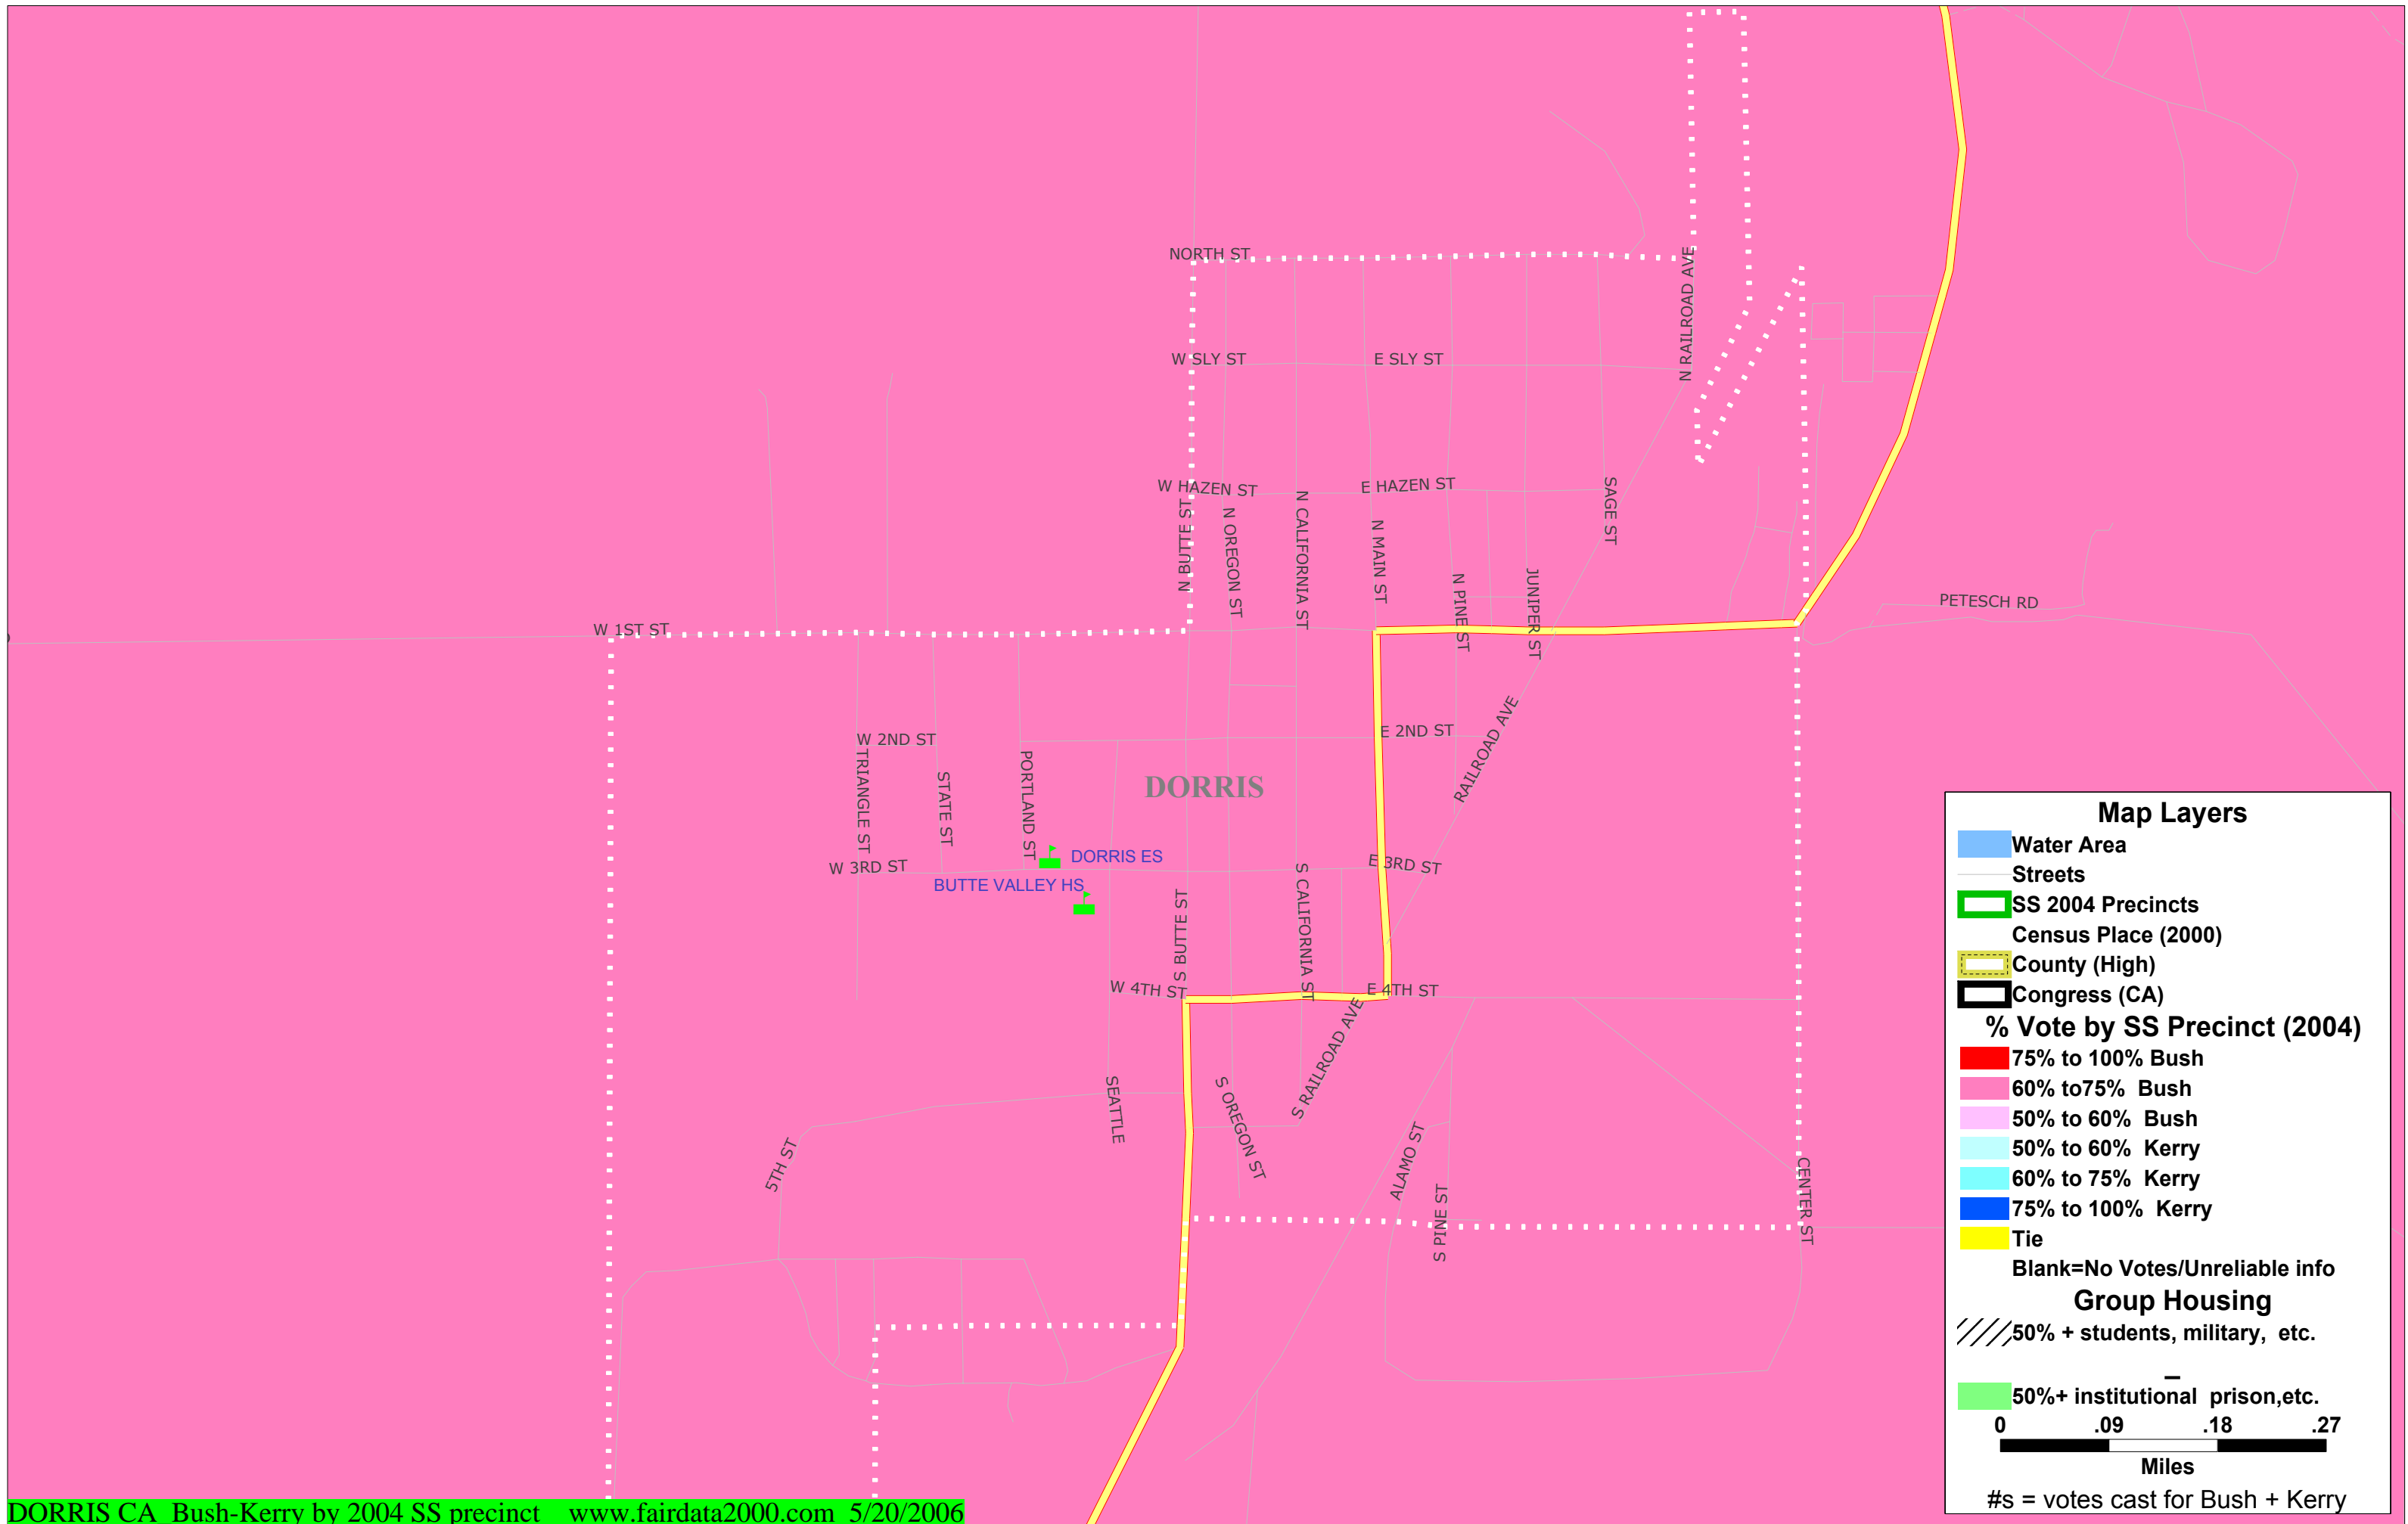 NORTH ST
N RAILROAD AVE
W SLY ST
E SLY ST
W HAZEN ST
E HAZEN ST
N BUTTE ST
N OREGON ST
N CALIFORNIA ST
N MAIN ST
N PINE ST
JUNIPER ST
SAGE ST
PETESCH RD
W 1ST ST
W 2ND ST
E 2ND ST
TRIANGLE ST
STATE ST
PORTLAND ST
DORRIS
RAILROAD AVE
DORRIS ES
W 3RD ST
E 3RD ST
BUTTE VALLEY HS
S BUTTE ST
S CALIFORNIA ST
W 4TH ST
E 4TH ST
S RAILROAD AVE
SEATTLE
S OREGON ST
5TH ST
ALAMO ST
S PINE ST
CENTER ST
Map Layers
Water Area
Streets
SS 2004 Precincts
Census Place (2000)
County (High)
Congress (CA)
% Vote by SS Precinct (2004)
75% to 100% Bush
60% to75% Bush
50% to 60% Bush
50% to 60% Kerry
60% to 75% Kerry
75% to 100% Kerry
Tie
Blank=No Votes/Unreliable info
Group Housing
50% + students, military, etc.
_
50%+ institutional prison,etc.
0 .09 .18 .27
Miles
#s = votes cast for Bush + Kerry
DORRIS CA Bush-Kerry by 2004 SS precinct www.fairdata2000.com 5/20/2006